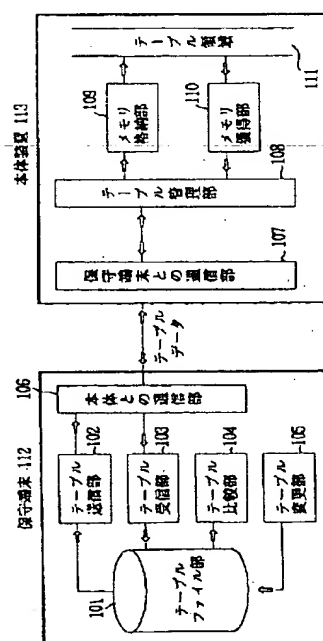 保守端末 112
101
テーブル
ファイル部
テーブル
送信部
102
テーブル
受信部
103
テーブル
比較部
104
テーブル
変更部
105
106
本体との通信部
テーブル
データ
本体装置 113
保守端末との通信部
107
テーブル管理部
108
109
メモリ
格納部
110
メモリ
獲得部
テーブル領域
111